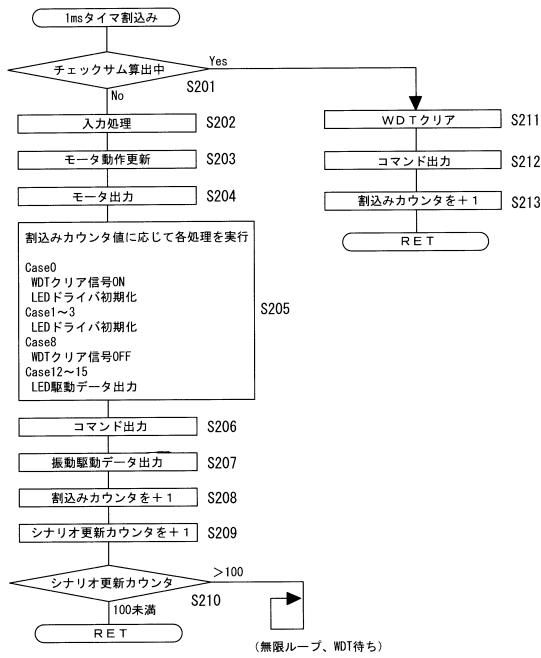 1msタイマ割込み
チェックサム算出中
Yes
S201
No
入力処理
S202
モータ動作更新
S203
モータ出力
S204
割込みカウンタ値に応じて各処理を実行
Case0
WDTクリア信号ON
LEDドライバ初期化
Case1～3
LEDドライバ初期化
Case8
WDTクリア信号OFF
Case12～15
LED駆動データ出力
S205
コマンド出力
S206
振動駆動データ出力
S207
割込みカウンタを＋1
S208
シナリオ更新カウンタを＋1
S209
シナリオ更新カウンタ
＞100
S210
100未満
RET
(無限ループ、WDT待ち)
WDTクリア
S211
コマンド出力
S212
割込みカウンタを＋1
S213
RET